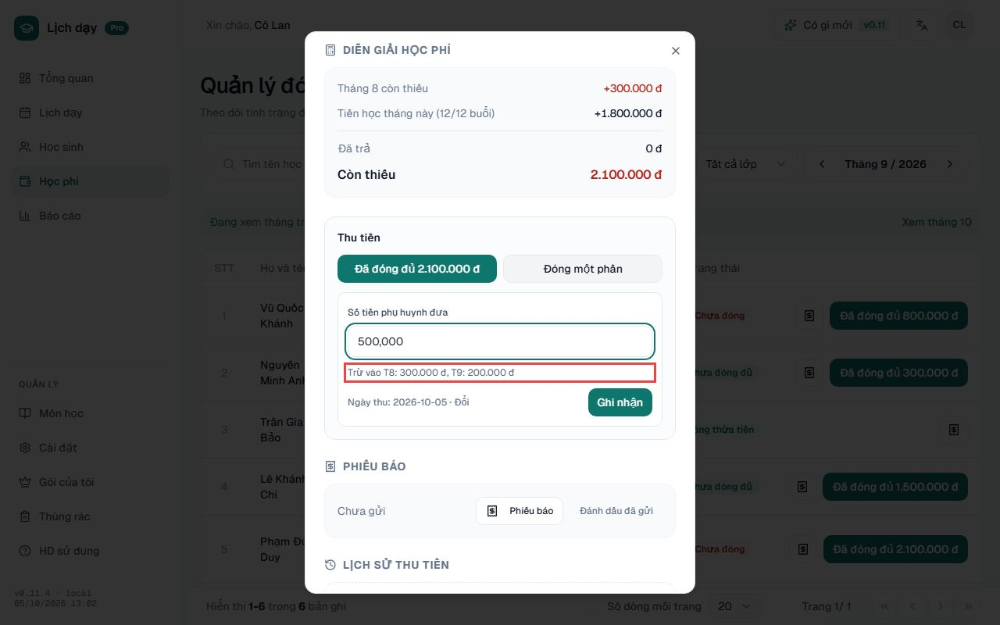 Lịch dạy Pro
Xin chào, Cô Lan
Có gì mới v0.11
CL
Tổng quan
Lịch dạy
Học sinh
Học phí
Báo cáo
QUẢN LÝ
Môn học
Cài đặt
Gói của tôi
Thùng rác
HD sử dụng
v0.11.4 · local
05/10/2026 13:02
Quản lý
Theo dõi tình trạng
Tìm tên học
Tất cả lớp
Tháng 9 / 2026
Đang xem tháng
Xem tháng 10
STT
Họ và
1
Vũ Quốc
Khánh
Chưa đóng
Đã đóng đủ 800.000 đ
2
Nguyễn
Minh
đóng đủ
Đã đóng đủ 300.000 đ
3
Trần Gia
Bảo
thừa tiền
4
Lê Khánh
Chi
đóng đủ
Đã đóng đủ 1.500.000 đ
5
Phạm
Duy
Chưa đóng
Đã đóng đủ 2.100.000 đ
Hiển thị 1-6 trong 6 bản ghi
Số dòng mỗi trang 20
Trang 1/ 1
DIỄN GIẢI HỌC PHÍ
Tháng 8 còn thiếu +300.000 đ
Tiền học tháng này (12/12 buổi) +1.800.000 đ
Đã trả 0 đ
Còn thiếu 2.100.000 đ
Thu tiền
Đã đóng đủ 2.100.000 đ
Đóng một phần
Số tiền phụ huynh đưa
500,000
Trừ vào T8: 300.000 đ, T9: 200.000 đ
Ngày thu: 2026-10-05 · Đổi
Ghi nhận
PHIẾU BÁO
Chưa gửi
Phiếu báo
Đánh dấu đã gửi
LỊCH SỬ THU TIỀN